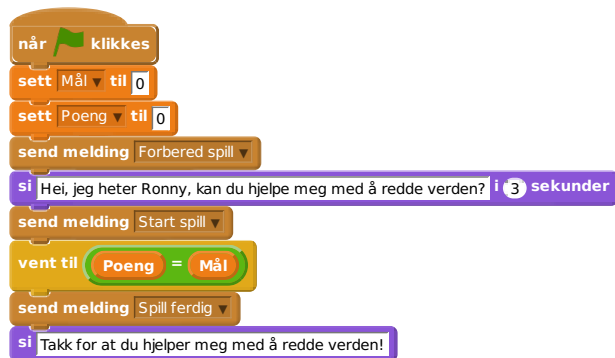 når klikkes
sett Mål til 0
sett Poeng til 0
send melding Forbered spill
si Hei, jeg heter Ronny, kan du hjelpe meg med å redde verden? i 3 sekunder
send melding Start spill
vent til Poeng = Mål
send melding Spill ferdig
si Takk for at du hjelper meg med å redde verden!